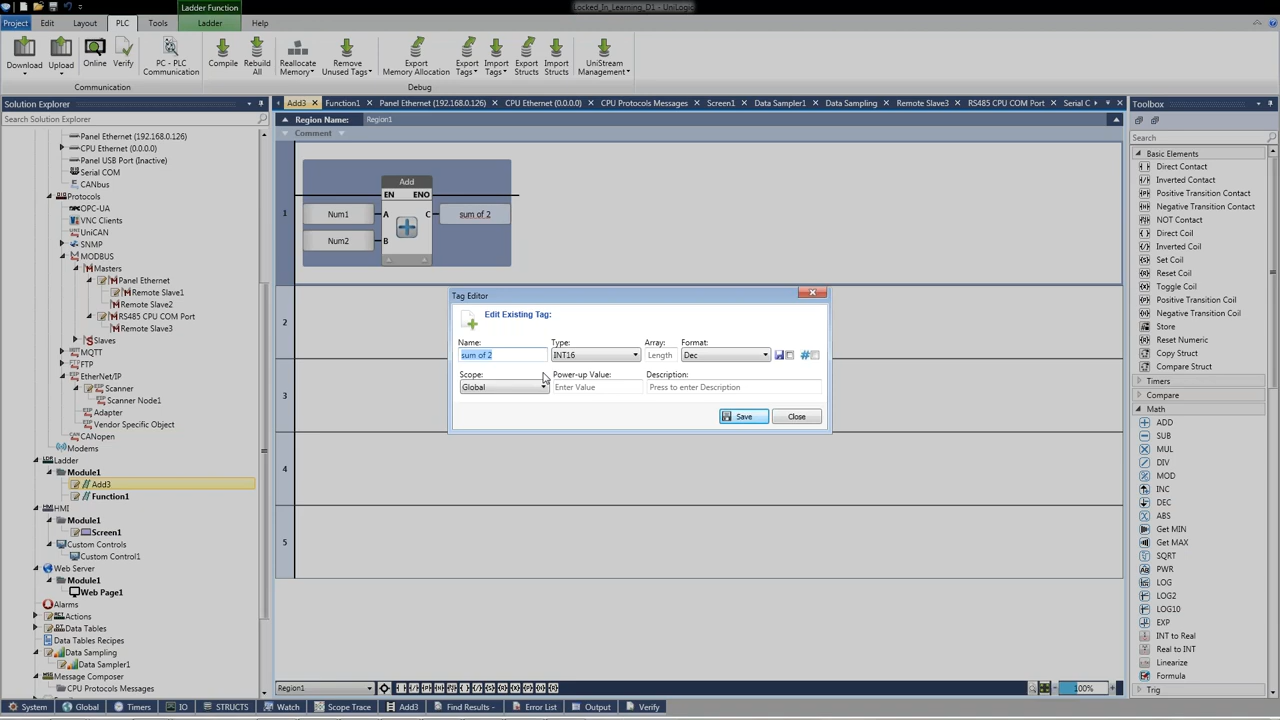 Ladder Function
Locked_In_Learning_D1 - UniLogic
Project Edit Layout PLC Tools Ladder Help
Download Upload Online Verify PC - PLC Communication Compile Rebuild All Reallocate Memory Remove Unused Tags Export Memory Allocation Export Tags Import Tags Export Structs Import Structs UniStream Management
Communication Debug
Solution Explorer
Search Solution Explorer
Add3 Function1 Panel Ethernet (192.168.0.126) CPU Ethernet (0.0.0.0) CPU Protocols Messages Screen1 Data Sampler1 Data Sampling Remote Slave3 RS485 CPU COM Port Serial C
Region Name: Region1
Comment
Panel Ethernet (192.168.0.126)
CPU Ethernet (0.0.0.0)
Panel USB Port (Inactive)
Serial COM
CANbus
Protocols
OPC-UA
VNC Clients
UniCAN
SNMP
MODBUS
Masters
Panel Ethernet
Remote Slave1
Remote Slave2
RS485 CPU COM Port
Remote Slave3
Slaves
MQTT
FTP
EtherNet/IP
Scanner
Scanner Node1
Adapter
Vendor Specific Object
CANopen
Modems
Ladder
Module1
Add3
Function1
HMI
Module1
Screen1
Custom Controls
Custom Control1
Web Server
Module1
Web Page1
Alarms
Actions
Data Tables
Data Tables Recipes
Data Sampling
Data Sampler1
Message Composer
CPU Protocols Messages
1
Add
EN ENO
Num1 A C sum of 2
Num2 B
2
3
4
5
Tag Editor
Edit Existing Tag:
Name: Type: Array: Format:
sum of 2 INT16 Length Dec #
Scope: Power-up Value: Description:
Global Enter Value Press to enter Description
Save Close
Toolbox
Search
Basic Elements
Direct Contact
Inverted Contact
Positive Transition Contact
Negative Transition Contact
NOT Contact
Direct Coil
Inverted Coil
Set Coil
Reset Coil
Toggle Coil
Positive Transition Coil
Negative Transition Coil
Store
Store Struct
Compare Struct
Timers
Compare
Math
ADD
SUB
MUL
DIV
MOD
INC
DEC
ABS
Get MIN
Get MAX
SQRT
PWR
LOG
LOG2
LOG10
EXP
INT to Real
Real to INT
Linearize
Formula
Trig
Region1 100%
System Global Timers IO STRUCTS Watch Scope Trace Add3 Find Results - Error List Output Verify